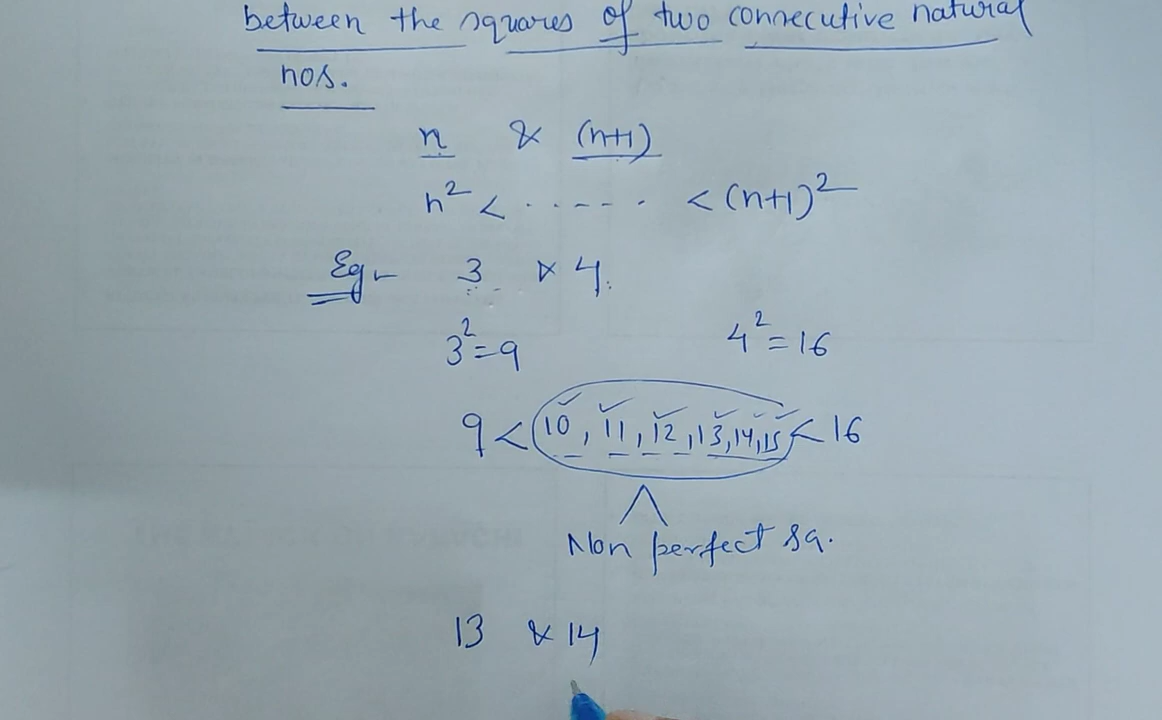 between the squares of two consecutive natural
nos.
n & (n+1)
n² < ...... < (n+1)²
Eg- 3 & 4.
3²=9 4²=16
9 < 10, 11, 12, 13, 14, 15 < 16
Non perfect sq.
13 & 14